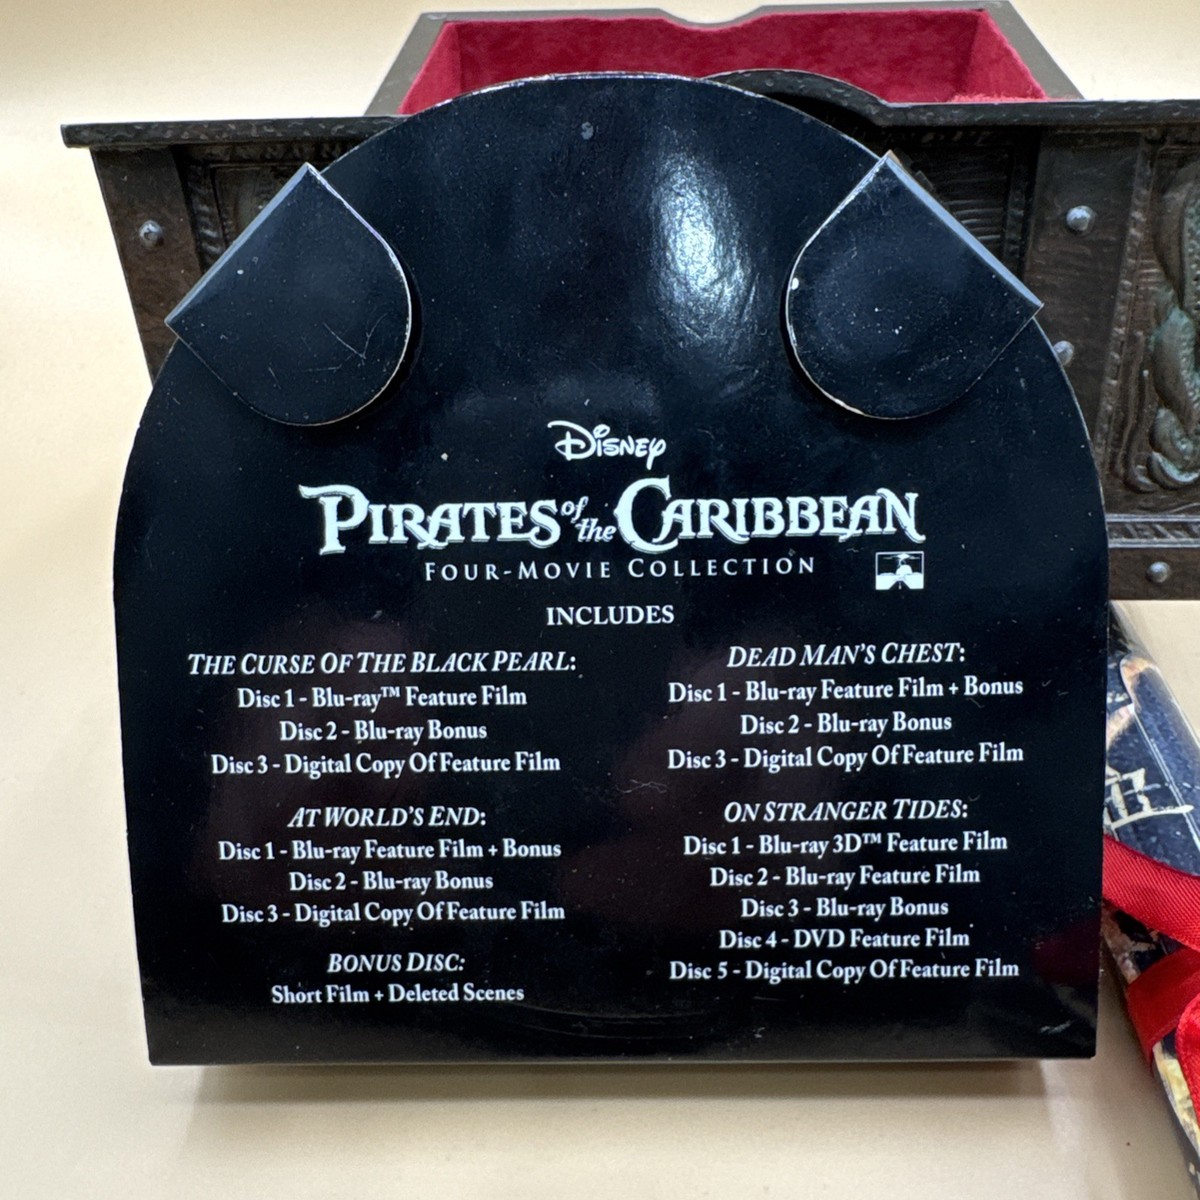 Disney
PIRATES of the CARIBBEAN
FOUR-MOVIE COLLECTION
INCLUDES
THE CURSE OF THE BLACK PEARL:
Disc 1 - Blu-ray™ Feature Film
Disc 2 - Blu-ray Bonus
Disc 3 - Digital Copy Of Feature Film
AT WORLD'S END:
Disc 1 - Blu-ray Feature Film + Bonus
Disc 2 - Blu-ray Bonus
Disc 3 - Digital Copy Of Feature Film
BONUS DISC:
Short Film + Deleted Scenes
DEAD MAN'S CHEST:
Disc 1 - Blu-ray Feature Film + Bonus
Disc 2 - Blu-ray Bonus
Disc 3 - Digital Copy Of Feature Film
ON STRANGER TIDES:
Disc 1 - Blu-ray 3D™ Feature Film
Disc 2 - Blu-ray Feature Film
Disc 3 - Blu-ray Bonus
Disc 4 - DVD Feature Film
Disc 5 - Digital Copy Of Feature Film